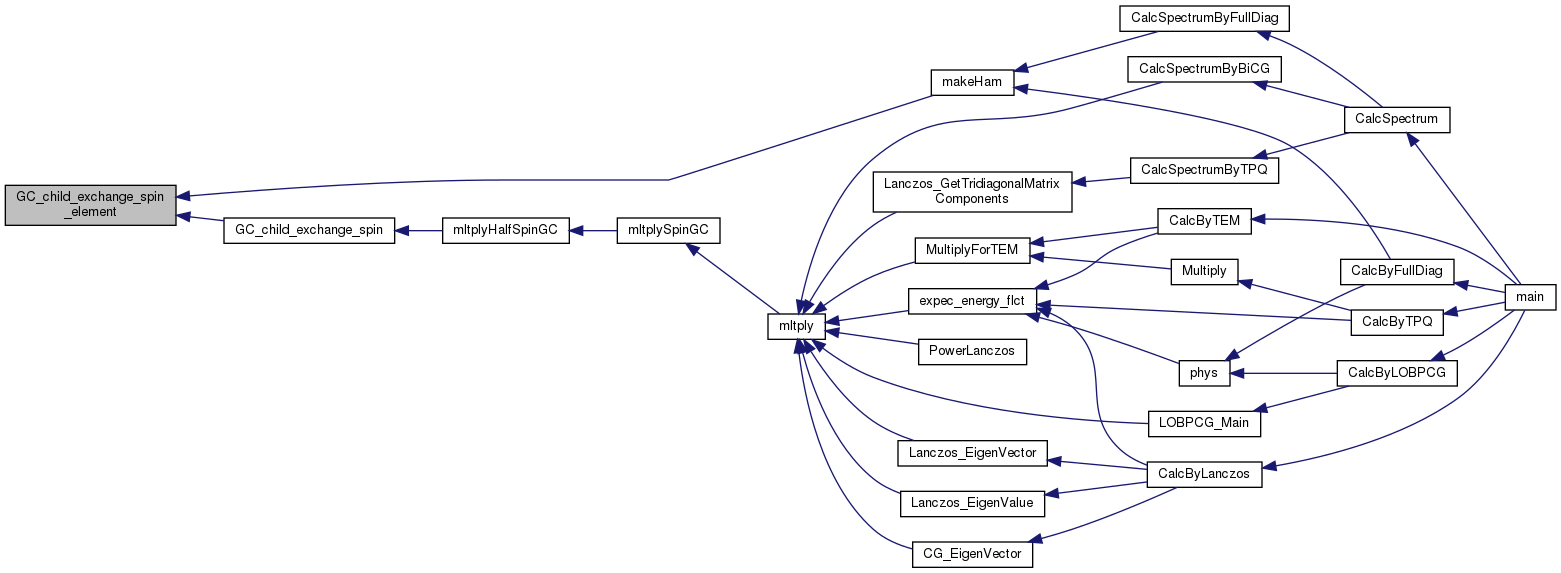 GC_child_exchange_spin
_element
GC_child_exchange_spin
mltplyHalfSpinGC
mltplySpinGC
mltply
makeHam
Lanczos_GetTridiagonalMatrix
Components
MultiplyForTEM
expec_energy_flct
PowerLanczos
Lanczos_EigenVector
Lanczos_EigenValue
CG_EigenVector
CalcSpectrumByFullDiag
CalcSpectrumByBiCG
CalcSpectrumByTPQ
CalcByTEM
Multiply
phys
LOBPCG_Main
CalcByLanczos
CalcSpectrum
CalcByFullDiag
CalcByTPQ
CalcByLOBPCG
main